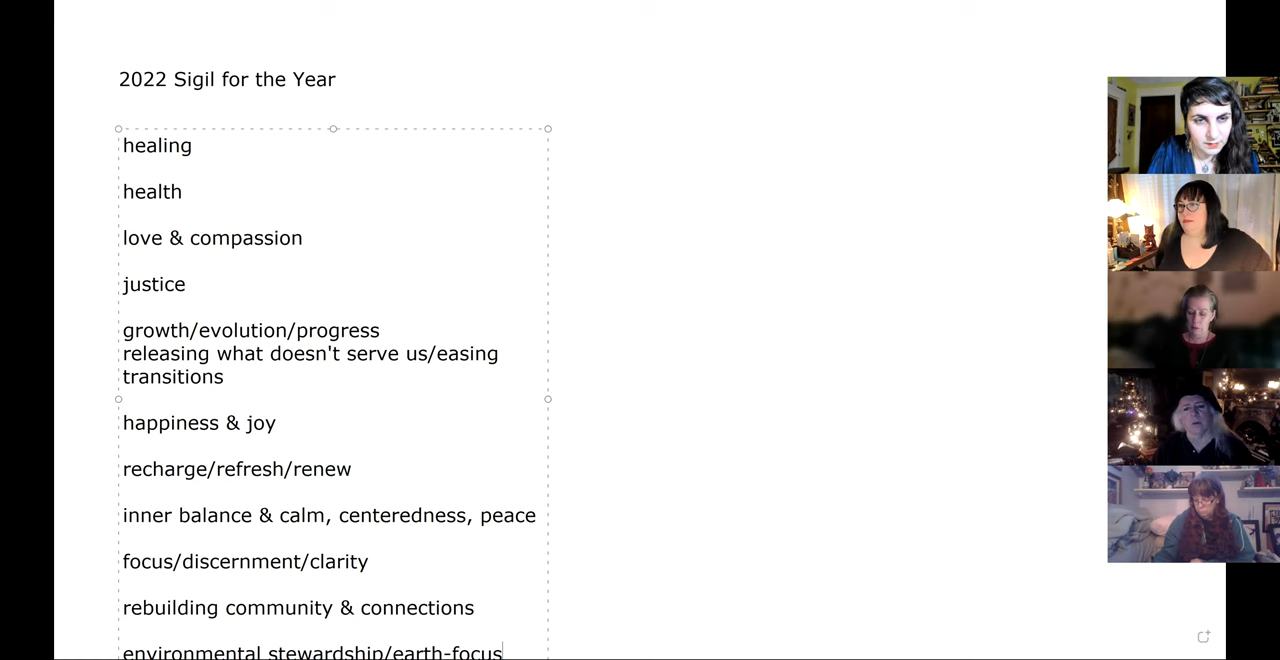 2022 Sigil for the Year
healing
health
love & compassion
justice
growth/evolution/progress
releasing what doesn't serve us/easing
transitions
happiness & joy
recharge/refresh/renew
inner balance & calm, centeredness, peace
focus/discernment/clarity
rebuilding community & connections
environmental stewardship/earth-focus